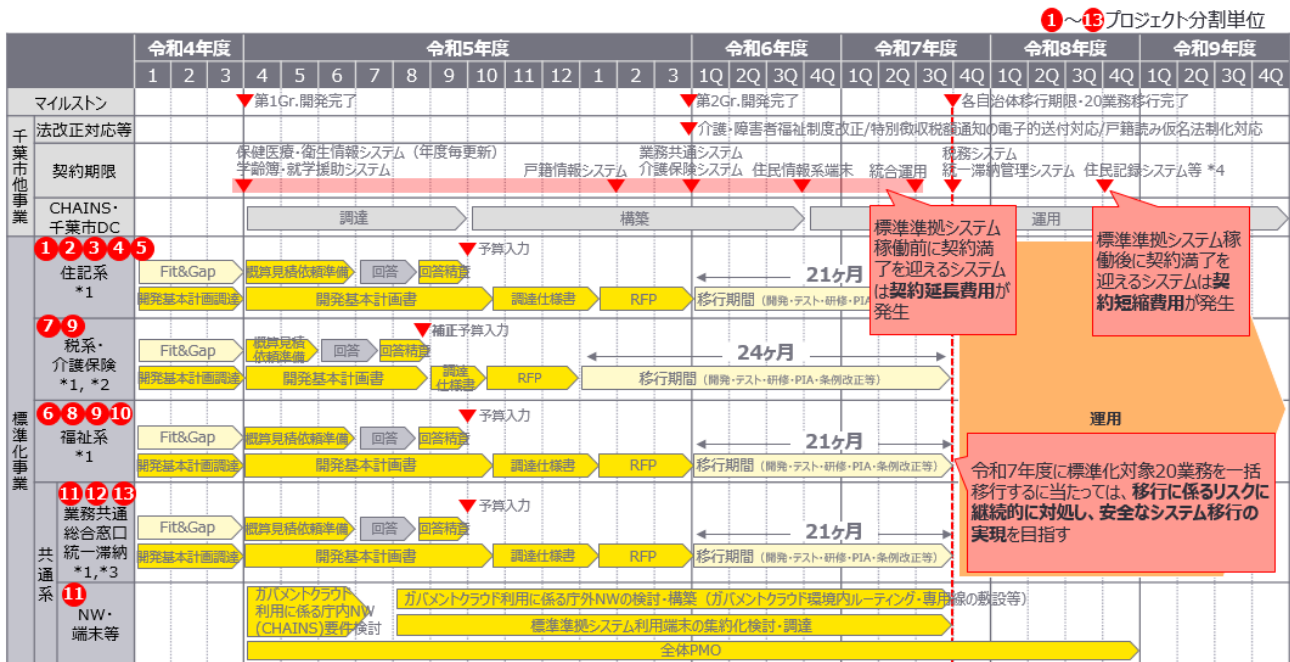 ①～⑬プロジェクト分割単位
令和4年度 令和5年度 令和6年度 令和7年度 令和8年度 令和9年度
1 2 3 4 5 6 7 8 9 10 11 12 1 2 3 1Q 2Q 3Q 4Q 1Q 2Q 3Q 4Q 1Q 2Q 3Q 4Q 1Q 2Q 3Q 4Q
マイルストン
第1Gr.開発完了
第2Gr.開発完了
各自治体移行期限・20業務移行完了
千葉市他事業
法改正対応等
介護・障害者福祉制度改正/特別徴収税額通知の電子的送付対応/戸籍読み仮名法制化対応
契約期限
保健医療・衛生情報システム（年度毎更新）
学齢簿・就学援助システム
戸籍情報システム
業務共通システム
介護保険システム
住民情報系端末
統合運用
税務システム
統一滞納管理システム
住民記録システム等 *4
CHAINS・
千葉市DC
調達
構築
運用
標準準拠システム
稼働前に契約満
了を迎えるシステム
は契約延長費用が
発生
標準準拠システム稼
働後に契約満了を
迎えるシステムは契
約短縮費用が発生
標準化事業
① ② ③ ④ ⑤
住記系
*1
予算入力
Fit&Gap
概算見積依頼準備
回答
回答精査
21ヶ月
開発基本計画調達
開発基本計画書
調達仕様書
RFP
移行期間（開発・テスト・研修・PIA
⑦ ⑨
税系・
介護保険
*1, *2
補正予算入力
Fit&Gap
概算見積
依頼準備
回答
回答精査
24ヶ月
開発基本計画調達
開発基本計画書
調達
仕様書
RFP
移行期間（開発・テスト・研修・PIA・条例改正等）
運用
⑥ ⑧ ⑨ ⑩
福祉系
*1
予算入力
Fit&Gap
概算見積依頼準備
回答
回答精査
21ヶ月
開発基本計画調達
開発基本計画書
調達仕様書
RFP
移行期間（開発・テスト・研修・PIA・条例改正等）
令和7年度に標準化対象20業務を一括
移行するに当たっては、移行に係るリスクに
継続的に対処し、安全なシステム移行の
実現を目指す
共通系
⑪ ⑫ ⑬
業務共通
総合窓口
統一滞納
*1,*3
予算入力
Fit&Gap
概算見積依頼準備
回答
回答精査
21ヶ月
開発基本計画調達
開発基本計画書
調達仕様書
RFP
移行期間（開発・テスト・研修・PIA・条例改正等）
⑪
NW・
端末等
ガバメントクラウド
利用に係る庁内NW
(CHAINS)要件検討
ガバメントクラウド利用に係る庁外NWの検討・構築（ガバメントクラウド環境内ルーティング・専用線の敷設等）
標準準拠システム利用端末の集約化検討・調達
全体PMO